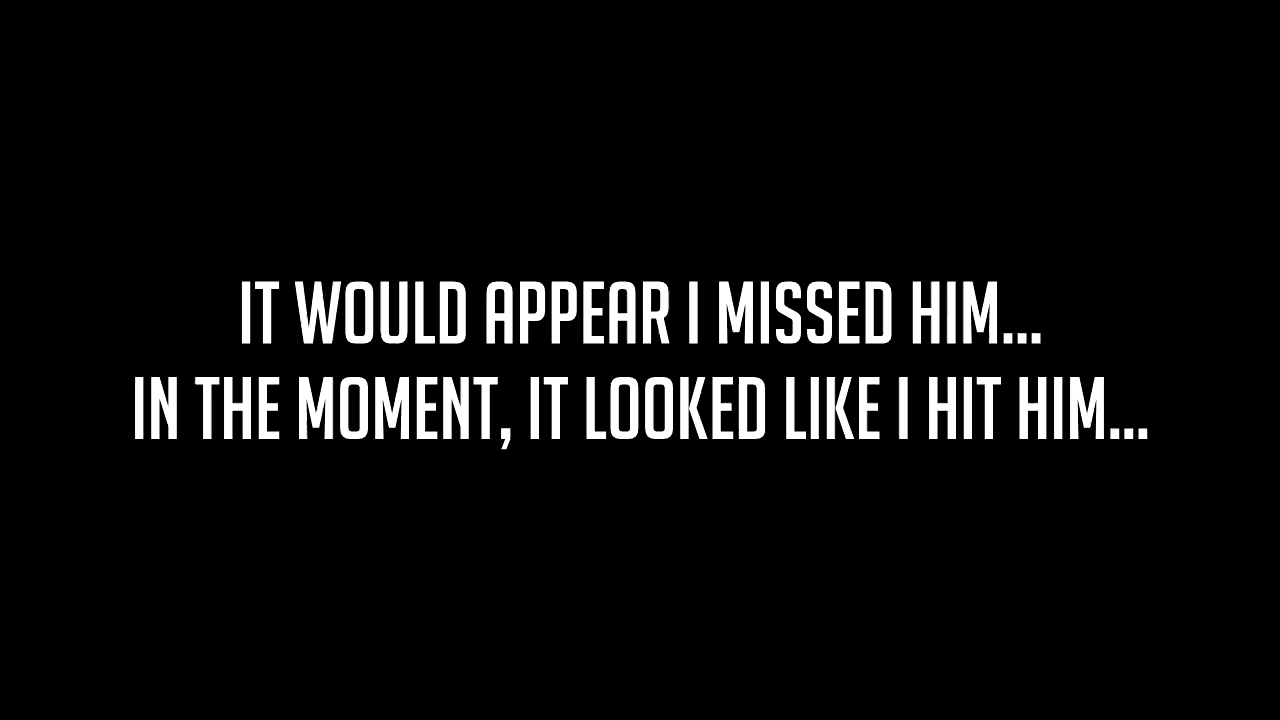 IT WOULD APPEAR I MISSED HIM...
IN THE MOMENT, IT LOOKED LIKE I HIT HIM...